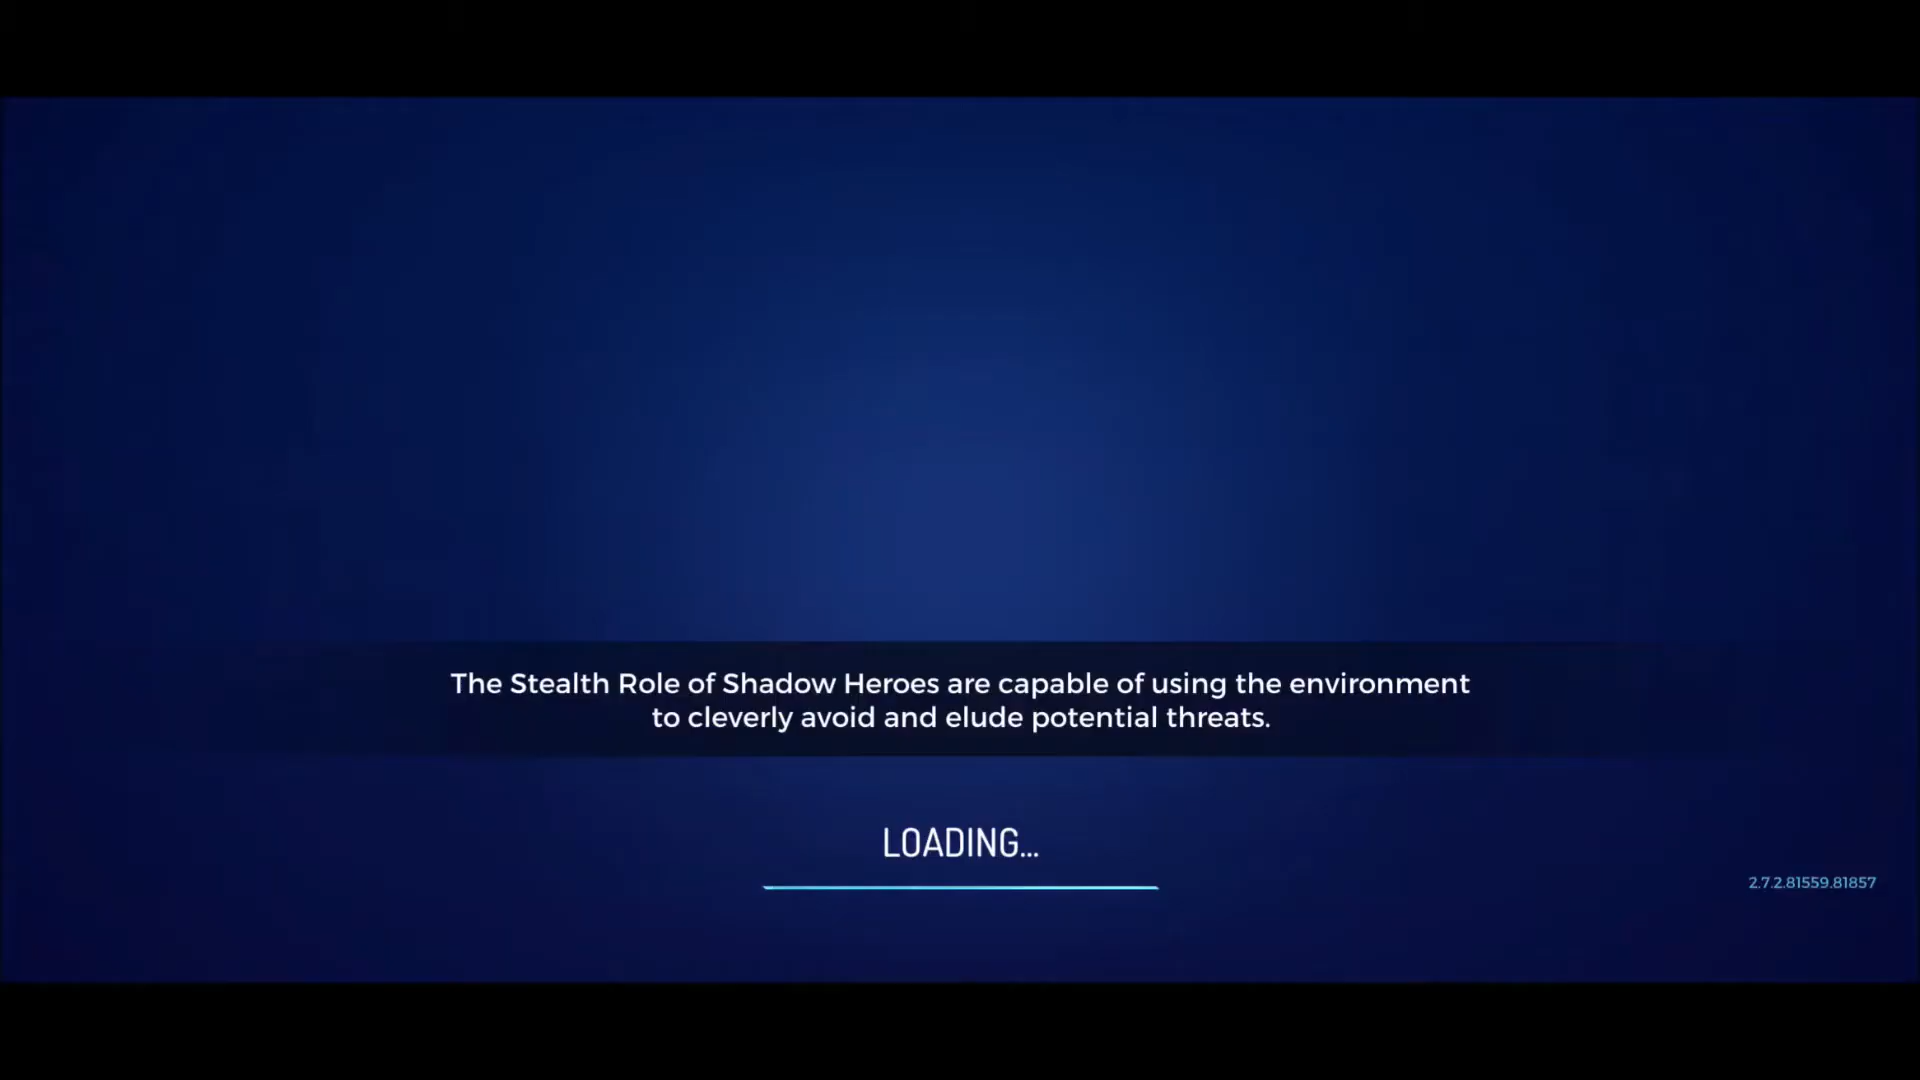 The Stealth Role of Shadow Heroes are capable of using the environment
to cleverly avoid and elude potential threats.
LOADING...
2.7.2.81559.81857